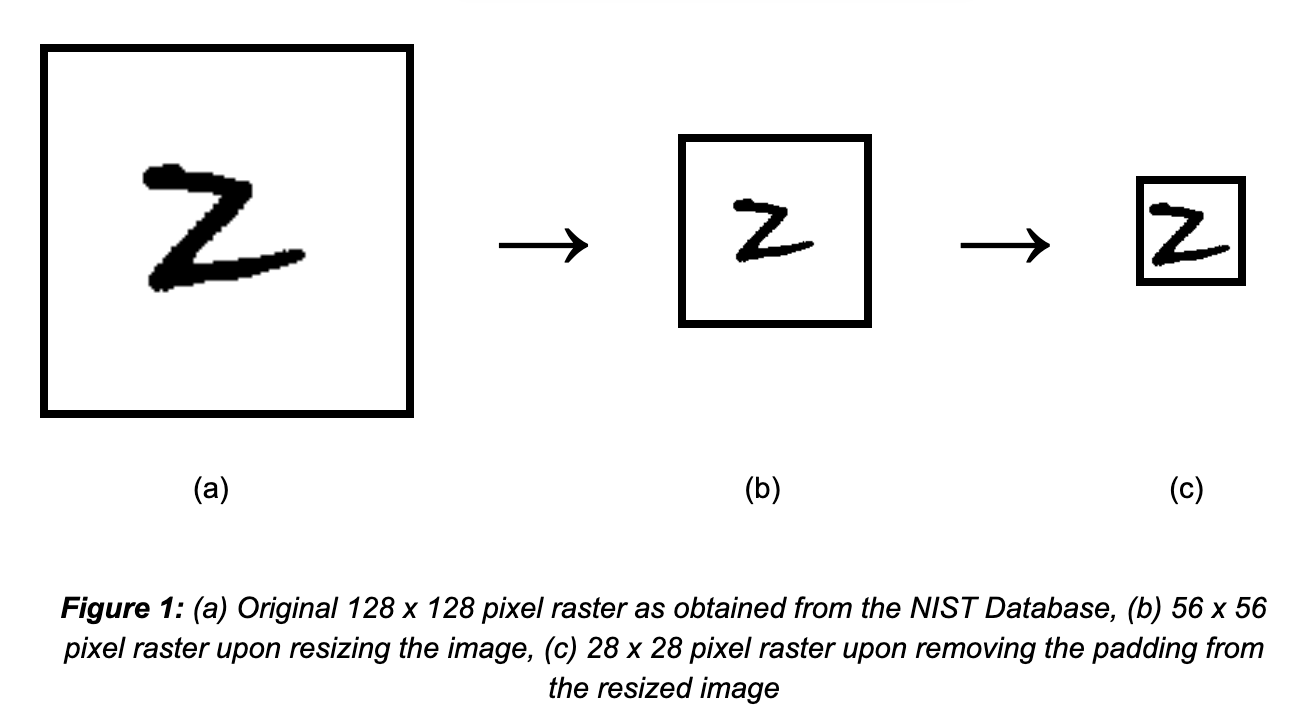 Z
Z
Z
(a)
(b)
(c)
Figure 1: (a) Original 128 x 128 pixel raster as obtained from the NIST Database, (b) 56 x 56
pixel raster upon resizing the image, (c) 28 x 28 pixel raster upon removing the padding from
the resized image